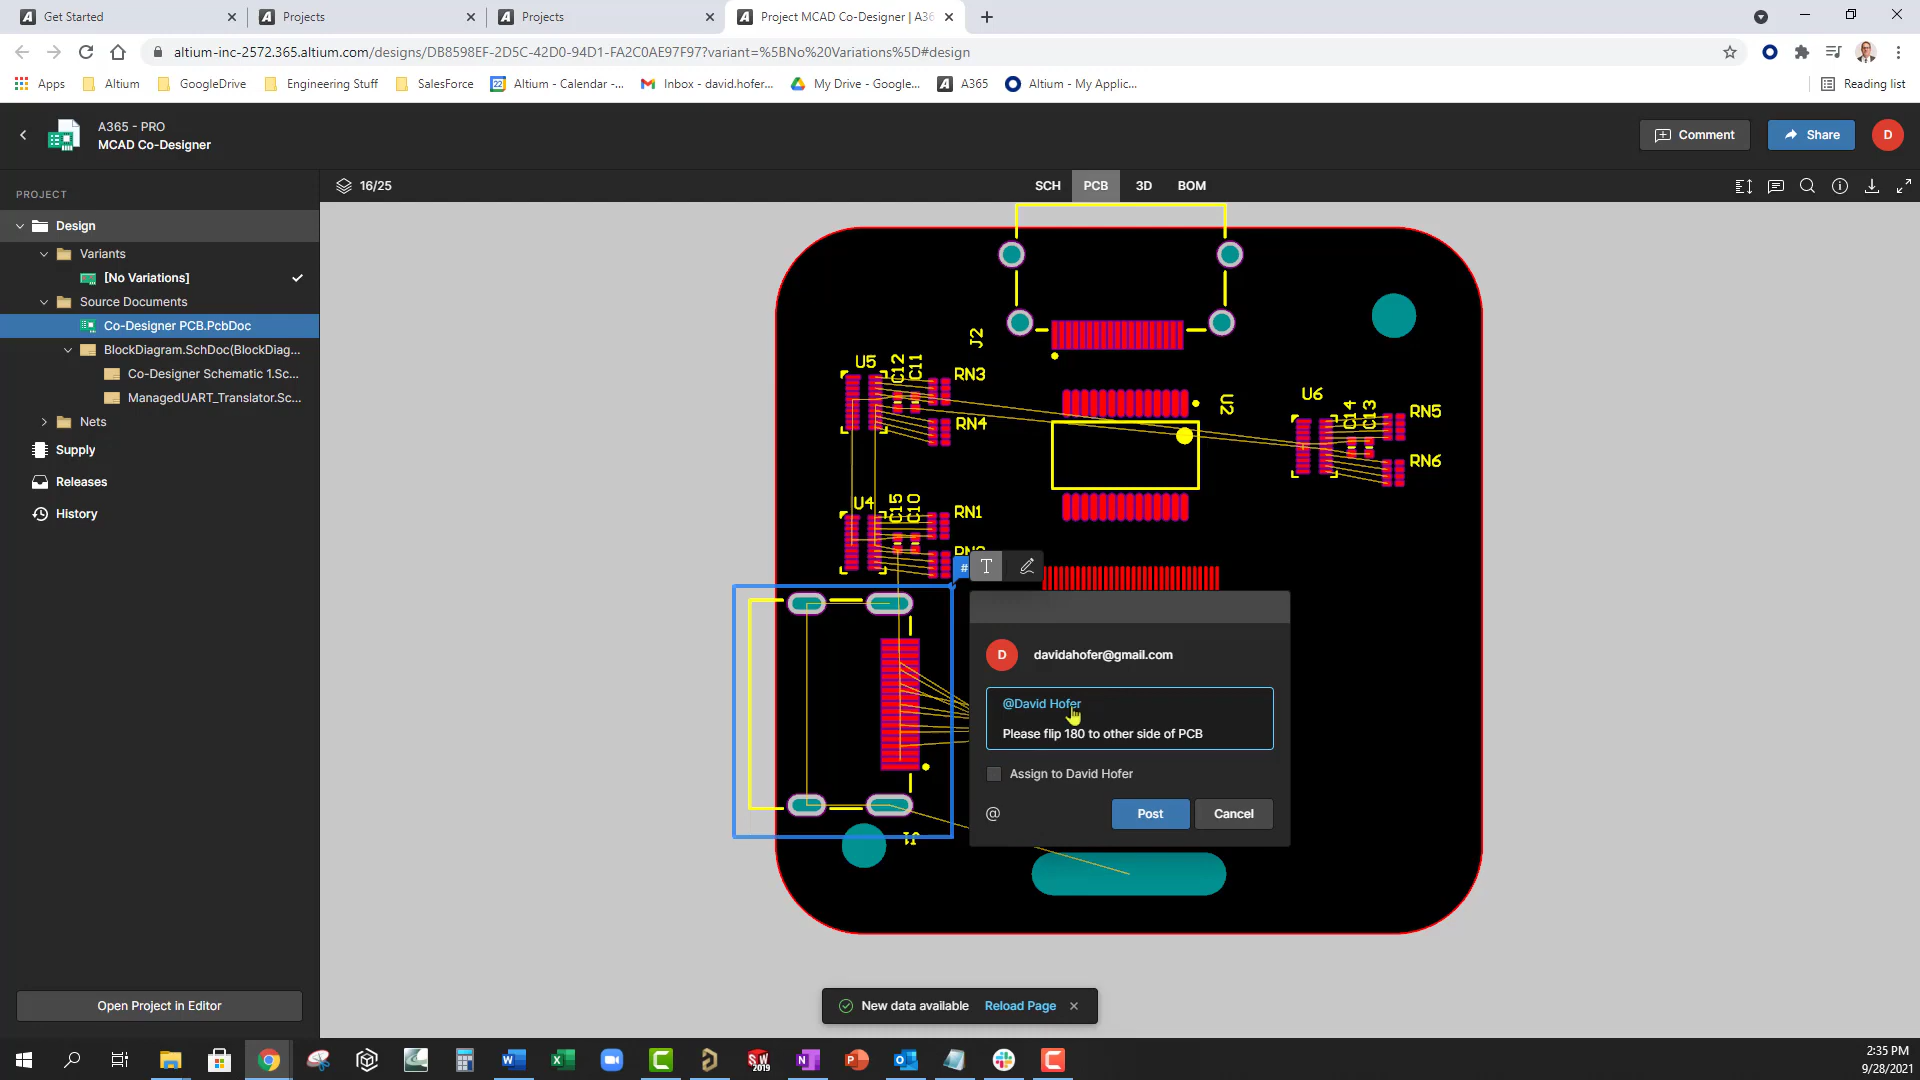 Get Started
Projects
Projects
Project MCAD Co-Designer | A36
altium-inc-2572.365.altium.com/designs/DB8598EF-2D5C-42D0-94D1-FA2C0AE97F97?variant=%5BNo%20Variations%5D#design
Apps
Altium
GoogleDrive
Engineering Stuff
SalesForce
Altium - Calendar -...
Inbox - david.hofer...
My Drive - Google...
A365
Altium - My Applic...
Reading list
A365 - PRO
MCAD Co-Designer
Comment
Share
D
PROJECT
16/25
SCH
PCB
3D
BOM
Design
Variants
[No Variations]
Source Documents
Co-Designer PCB.PcbDoc
BlockDiagram.SchDoc(BlockDiag...
Co-Designer Schematic 1.Sc...
ManagedUART_Translator.Sc...
Nets
Supply
Releases
History
J2
U5
C12
C11
RN3
RN4
U2
U6
C14
C13
RN5
RN6
U4
C15
C10
RN1
J1
#
T
D
davidahofer@gmail.com
@David Hofer
Please flip 180 to other side of PCB
Assign to David Hofer
@
Post
Cancel
New data available
Reload Page
Open Project in Editor
2:35 PM
9/28/2021